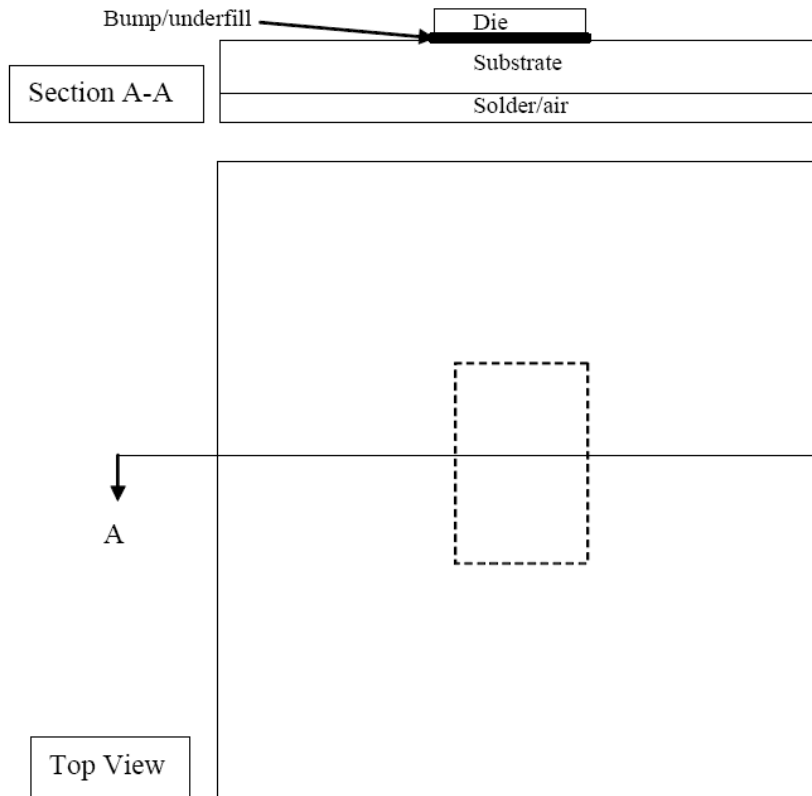 Bump/underfill
Die
Substrate
Section A-A
Solder/air
A
Top View